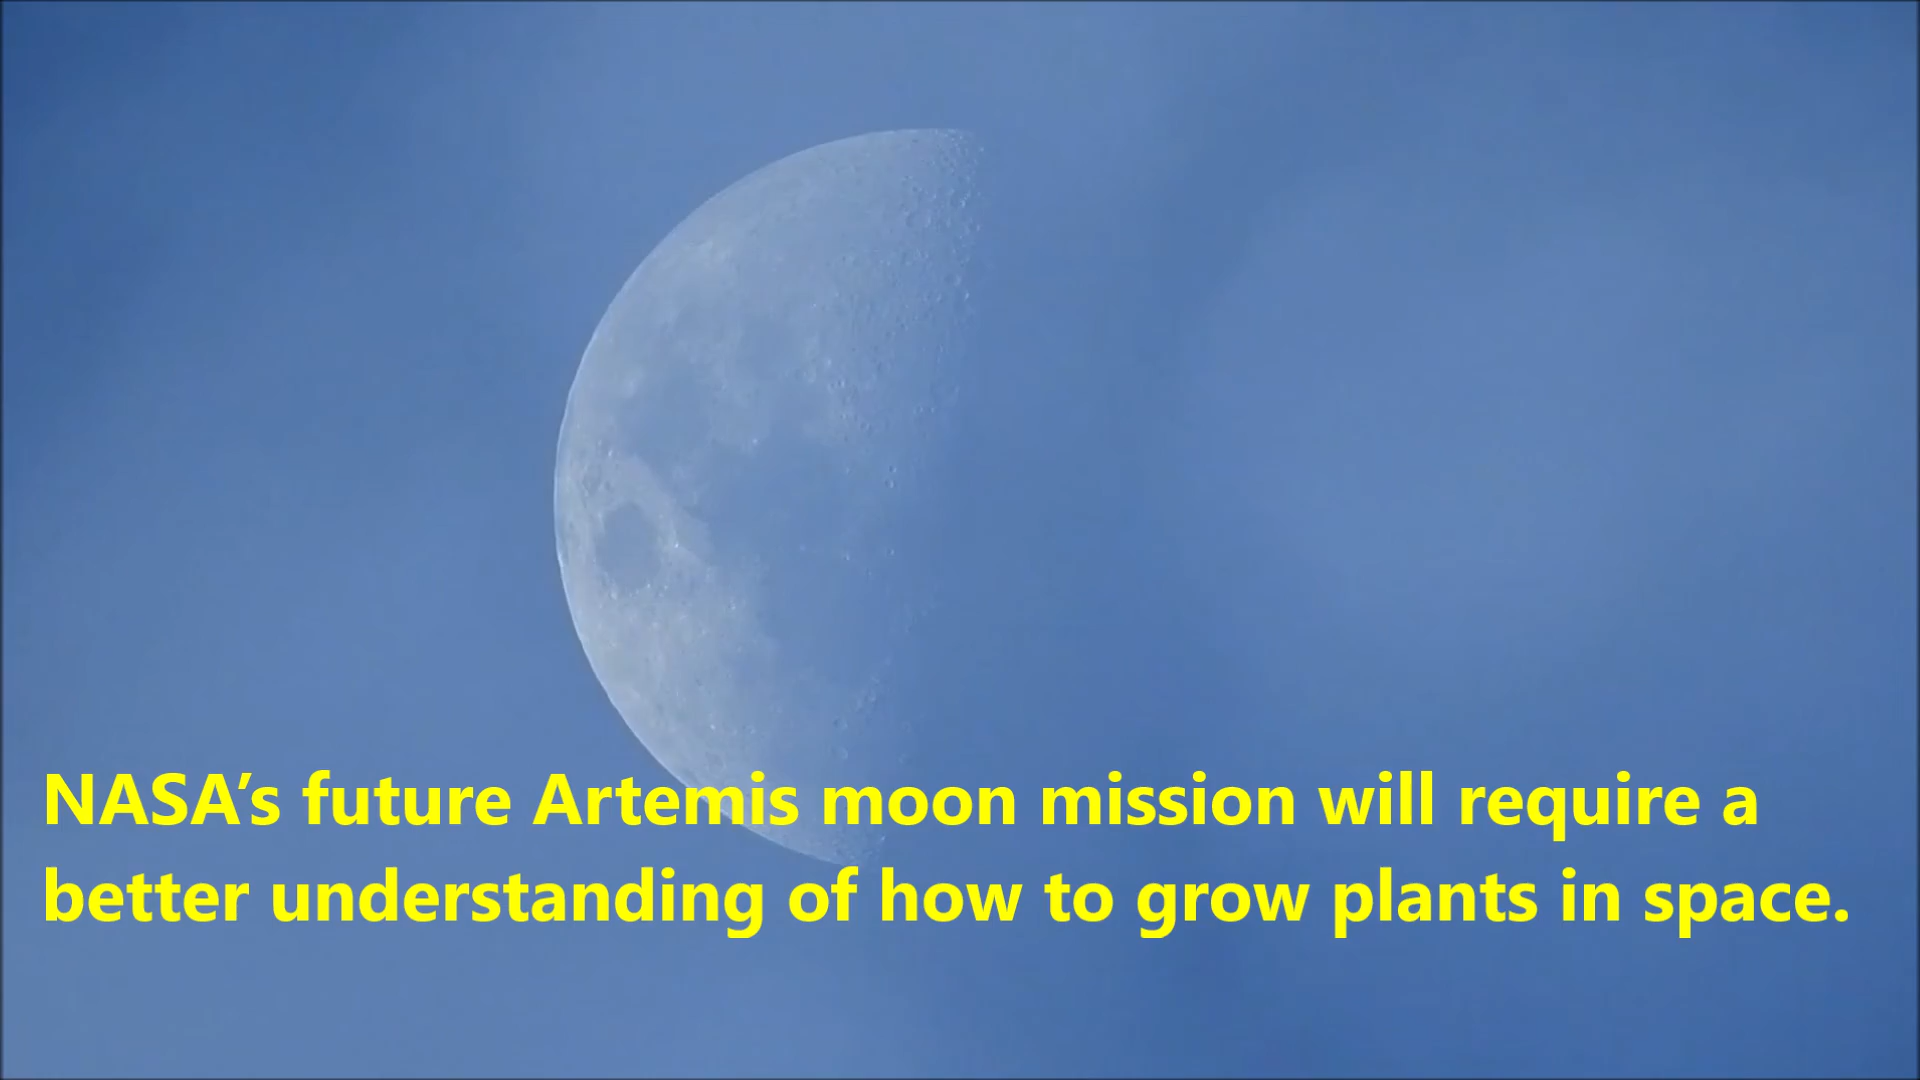 NASA’s future Artemis moon mission will require a
better understanding of how to grow plants in space.